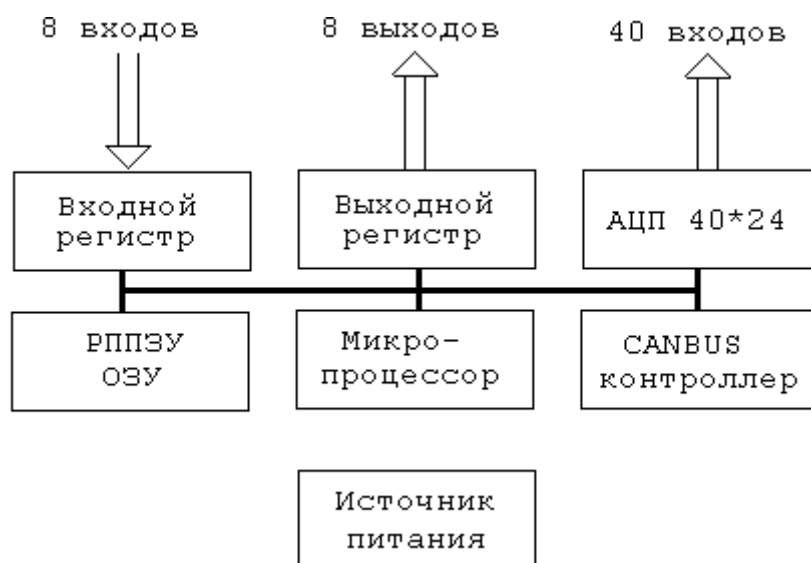 8 входов
8 выходов
40 входов
Входной
регистр
Выходной
регистр
АЦП 40*24
РППЗУ
ОЗУ
Микро-
процессор
CANBUS
контроллер
Источник
питания